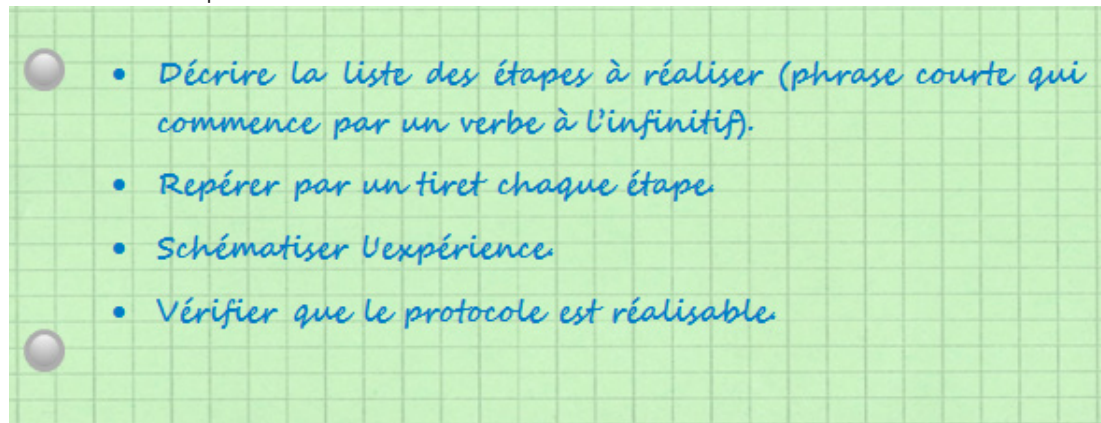 • Décrire la liste des étapes à réaliser (phrase courte qui
commence par un verbe à l'infinitif).
• Repérer par un tiret chaque étape.
• Schématiser l'expérience.
• Vérifier que le protocole est réalisable.